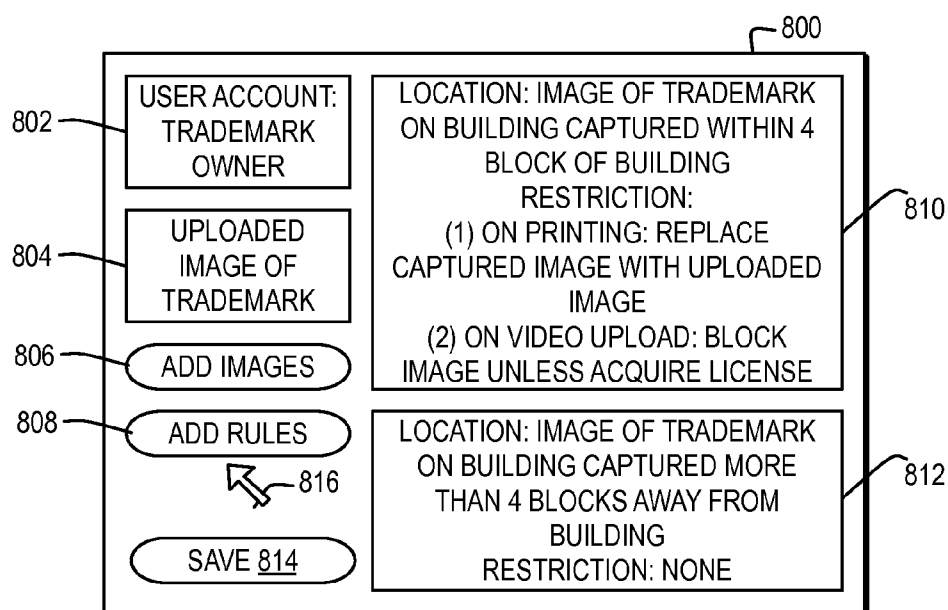 800
802
USER ACCOUNT:
TRADEMARK
OWNER
804
UPLOADED
IMAGE OF
TRADEMARK
806
ADD IMAGES
808
ADD RULES
816
SAVE 814
LOCATION: IMAGE OF TRADEMARK
ON BUILDING CAPTURED WITHIN 4
BLOCK OF BUILDING
RESTRICTION:
(1) ON PRINTING: REPLACE
CAPTURED IMAGE WITH UPLOADED
IMAGE
(2) ON VIDEO UPLOAD: BLOCK
IMAGE UNLESS ACQUIRE LICENSE
810
LOCATION: IMAGE OF TRADEMARK
ON BUILDING CAPTURED MORE
THAN 4 BLOCKS AWAY FROM
BUILDING
RESTRICTION: NONE
812